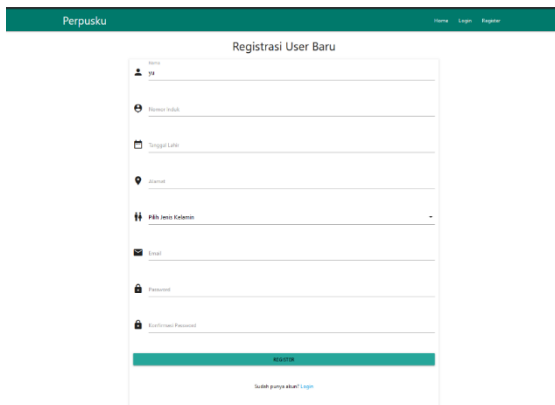 Perpusku
Home Login Register
Registrasi User Baru
Nama
yu
Nomor Induk
Tanggal Lahir
Alamat
Pilih Jenis Kelamin
Email
Password
Konfirmasi Password
REGISTER
Sudah punya akun? Login